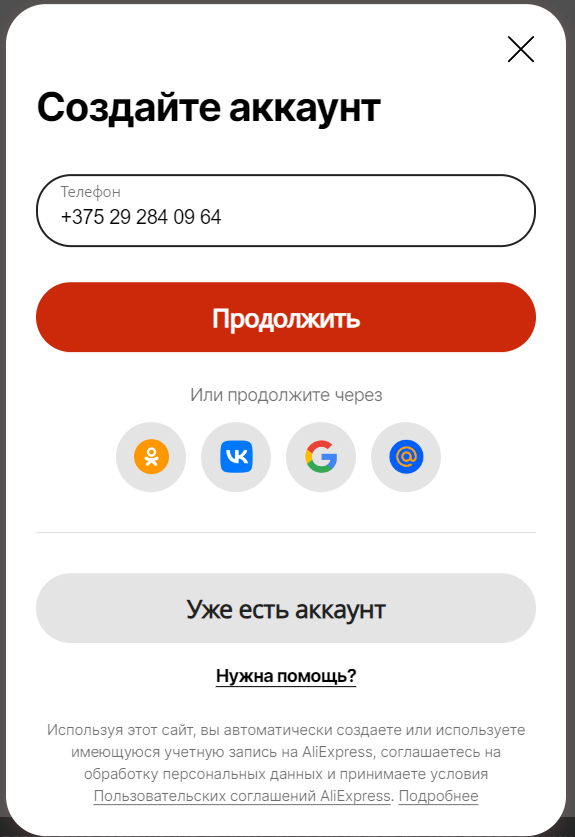 Создайте аккаунт
Телефон
+375 29 284 09 64
Продолжить
Или продолжите через
Уже есть аккаунт
Нужна помощь?
Используя этот сайт, вы автоматически создаете или используете
имеющуюся учетную запись на AliExpress, соглашаетесь на
обработку персональных данных и принимаете условия
Пользовательских соглашений AliExpress. Подробнее